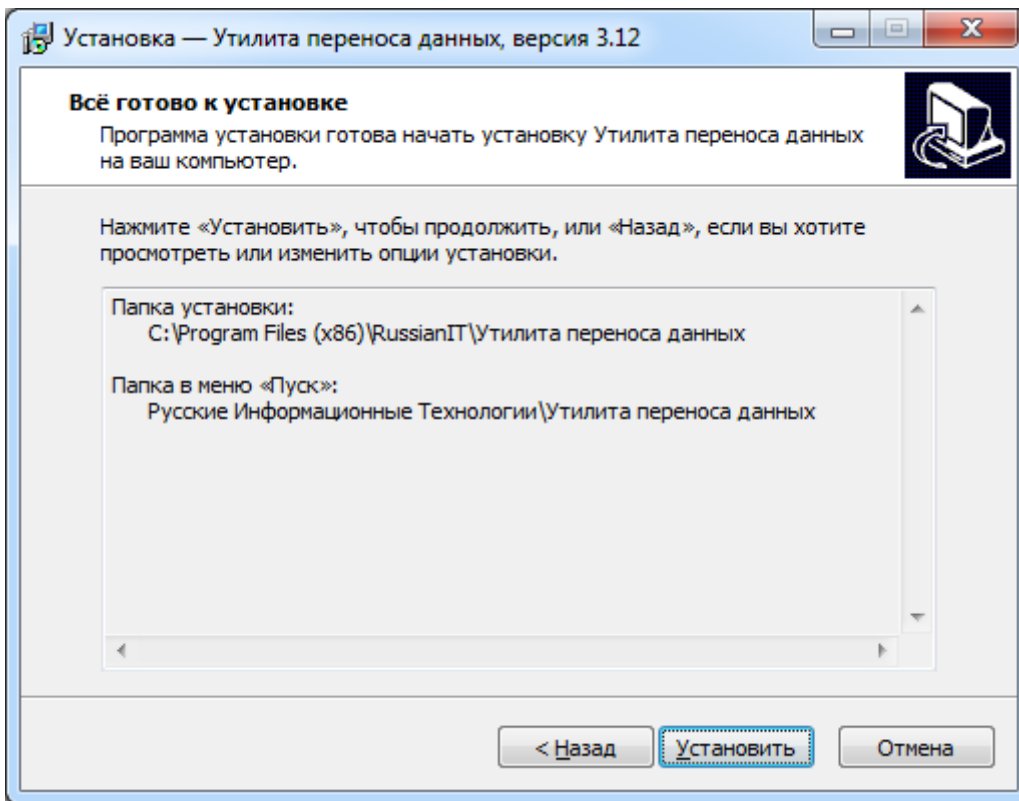 Установка — Утилита переноса данных, версия 3.12
Всё готово к установке
Программа установки готова начать установку Утилита переноса данных
на ваш компьютер.
Нажмите «Установить», чтобы продолжить, или «Назад», если вы хотите
просмотреть или изменить опции установки.
Папка установки:
C:\Program Files (x86)\RussianIT\Утилита переноса данных
Папка в меню «Пуск»:
Русские Информационные Технологии\Утилита переноса данных
< Назад
Установить
Отмена